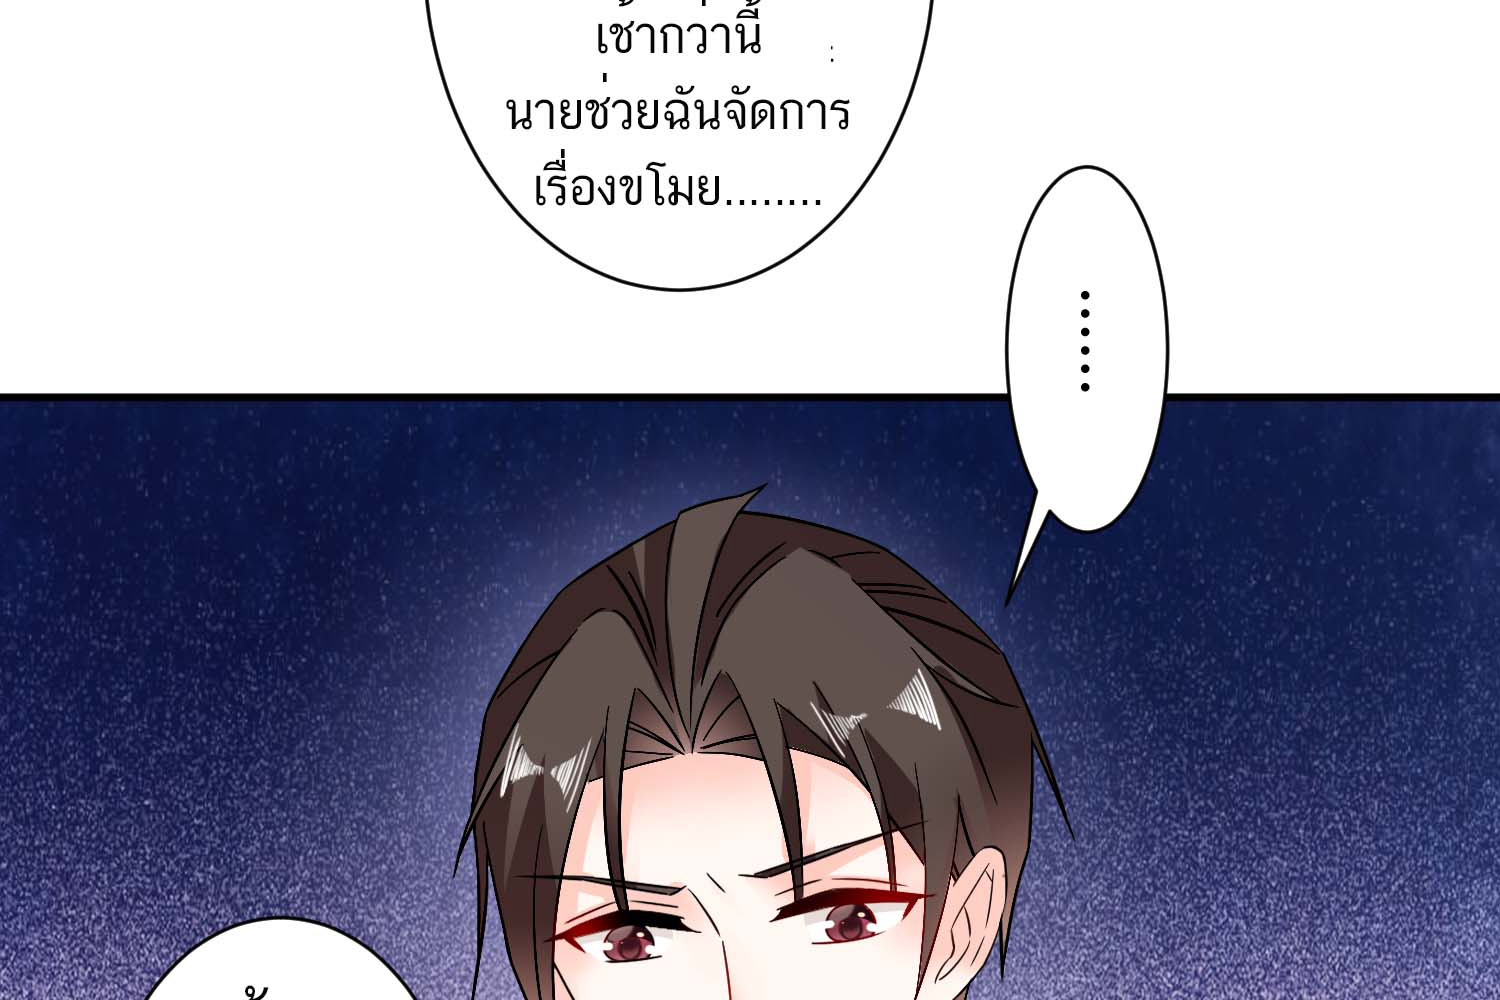 เช้ากว่านี้
นายช่วยฉันจัดการ
เรื่องขโมย........
......